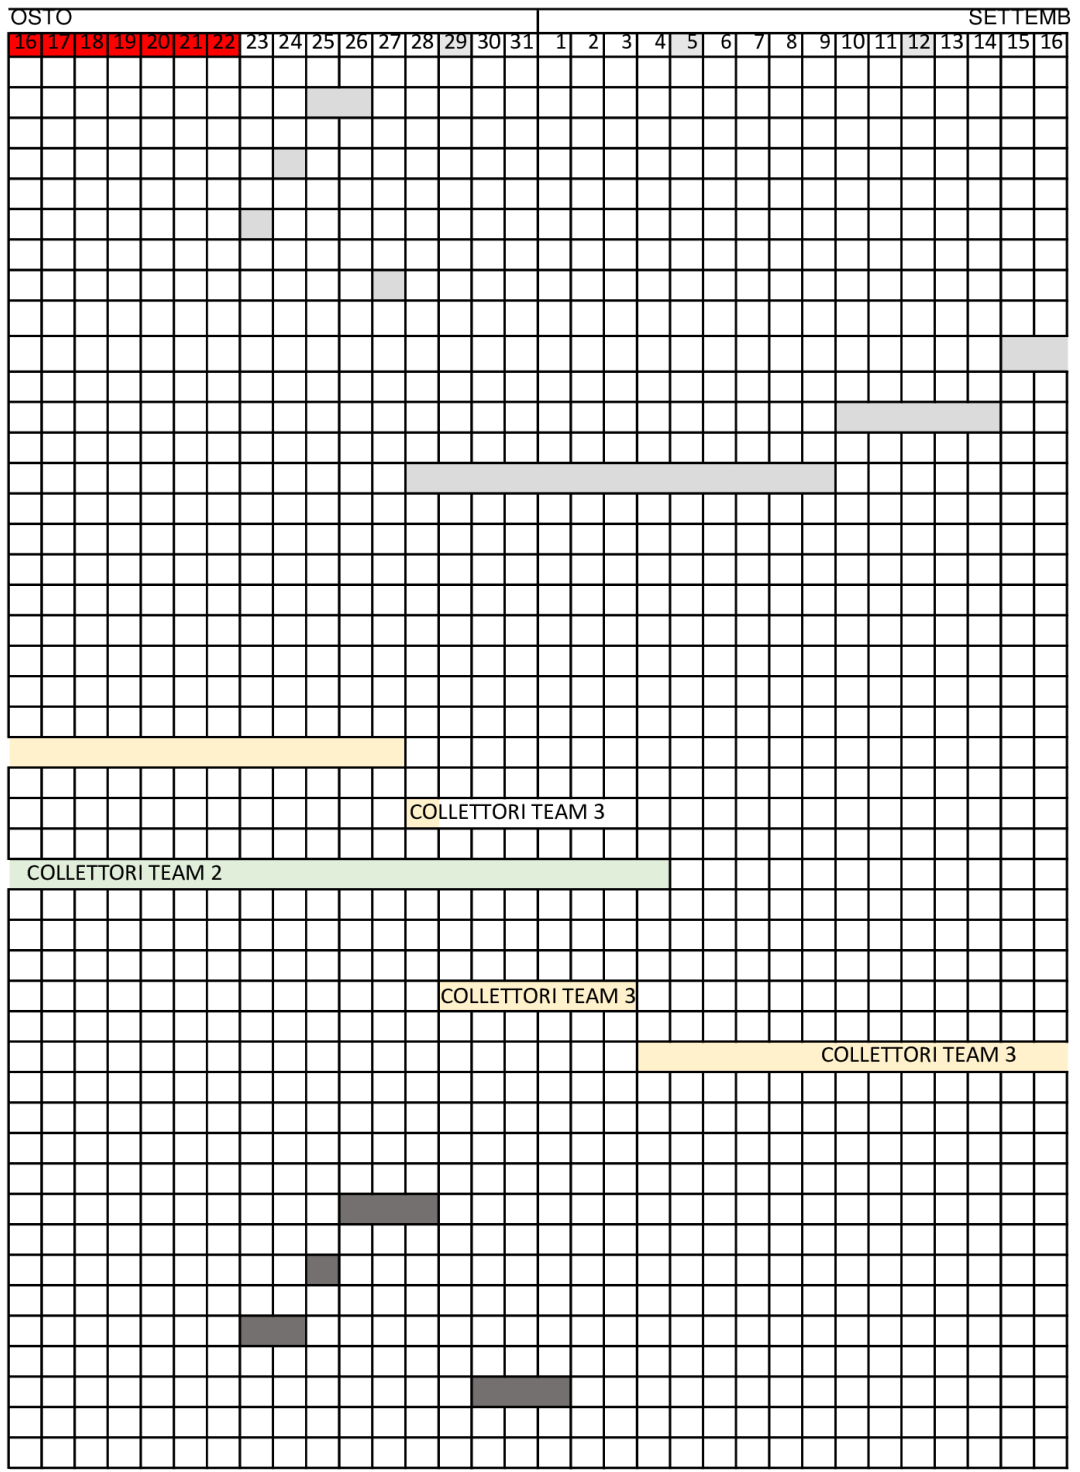 OSTO SETTEMB
16 17 18 19 20 21 22 23 24 25 26 27 28 29 30 31 1 2 3 4 5 6 7 8 9 10 11 12 13 14 15 16
COLLETTORI TEAM 3
COLLETTORI TEAM 2
COLLETTORI TEAM 3
COLLETTORI TEAM 3